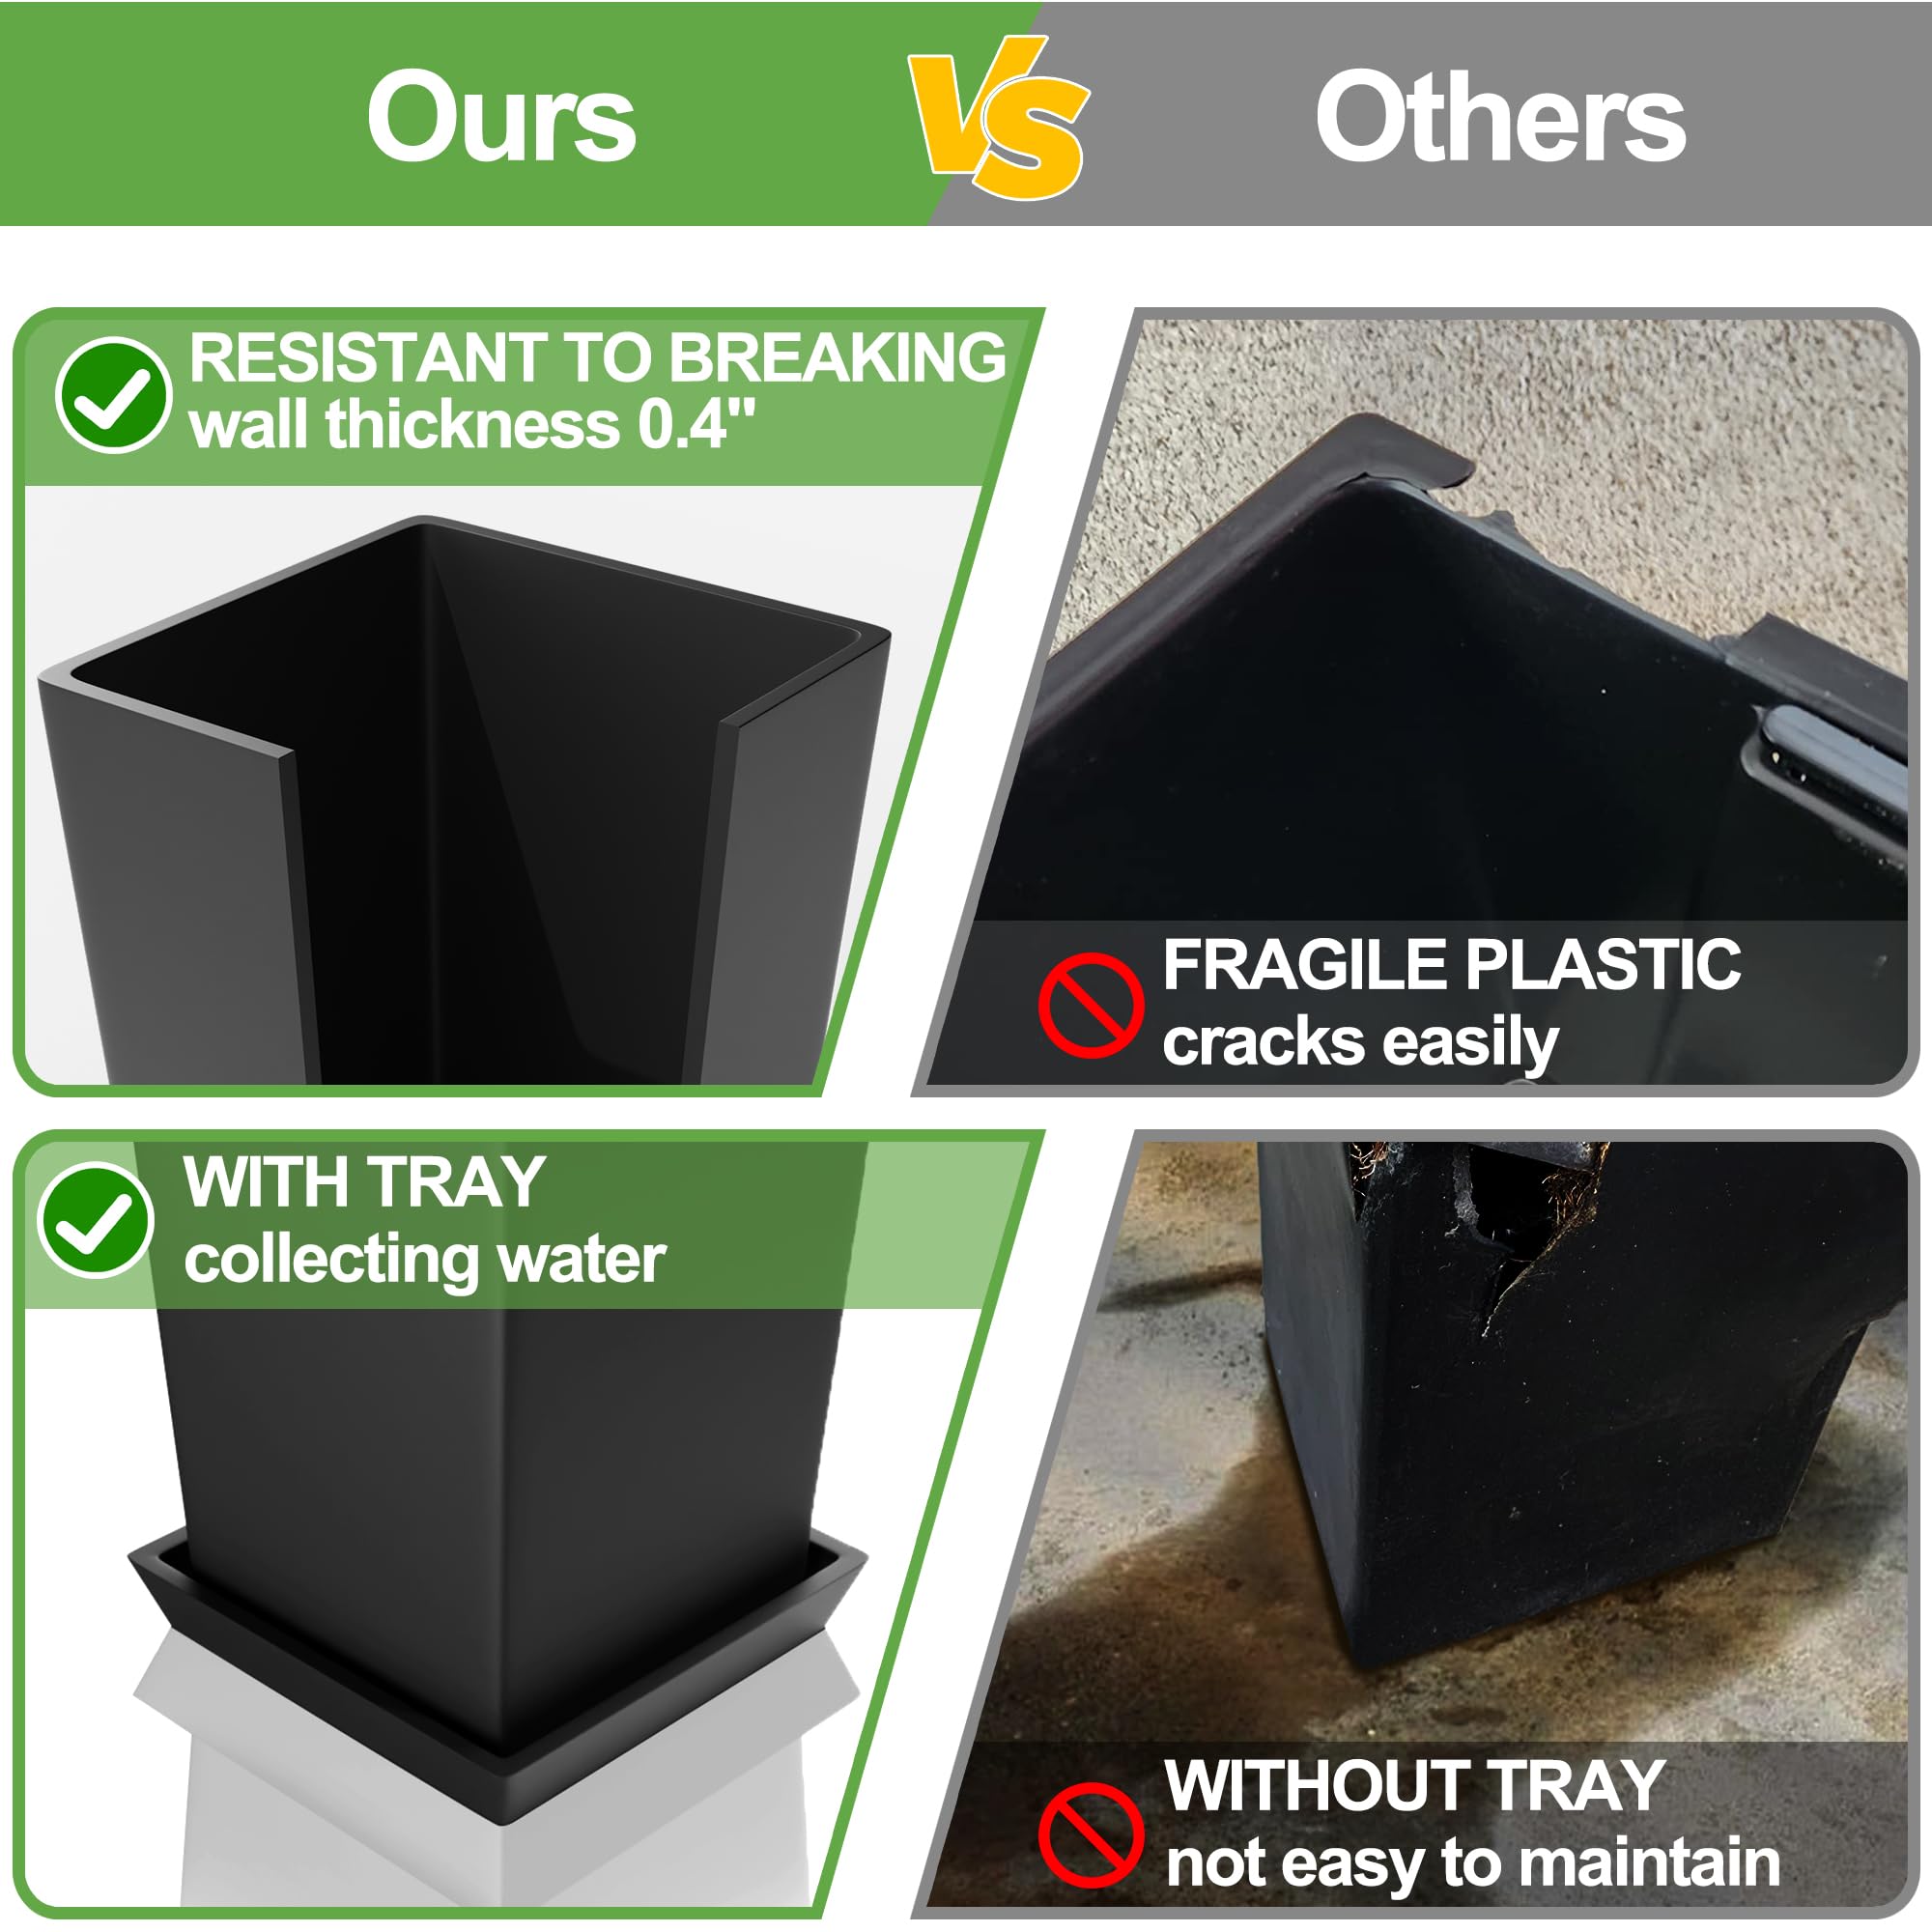 Ours
VS
Others
RESISTANT TO BREAKING
wall thickness 0.4"
FRAGILE PLASTIC
cracks easily
WITH TRAY
collecting water
WITHOUT TRAY
not easy to maintain